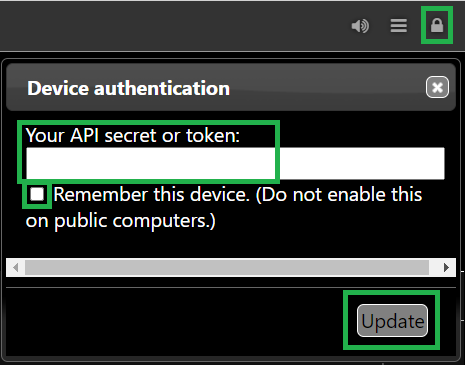 Device authentication
Your API secret or token:
Remember this device. (Do not enable this
on public computers.)
Update